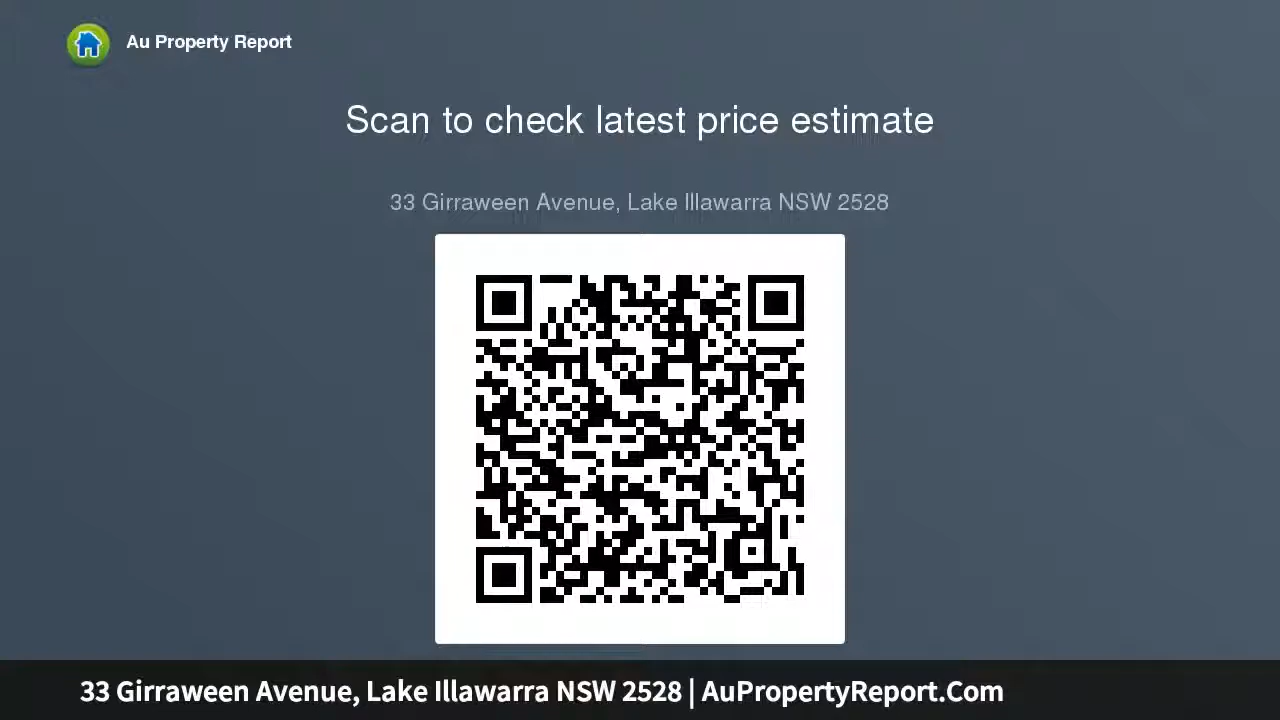 Au Property Report
Scan to check latest price estimate
33 Girraween Avenue, Lake Illawarra NSW 2528
33 Girraween Avenue, Lake Illawarra NSW 2528 | AuPropertyReport.Com